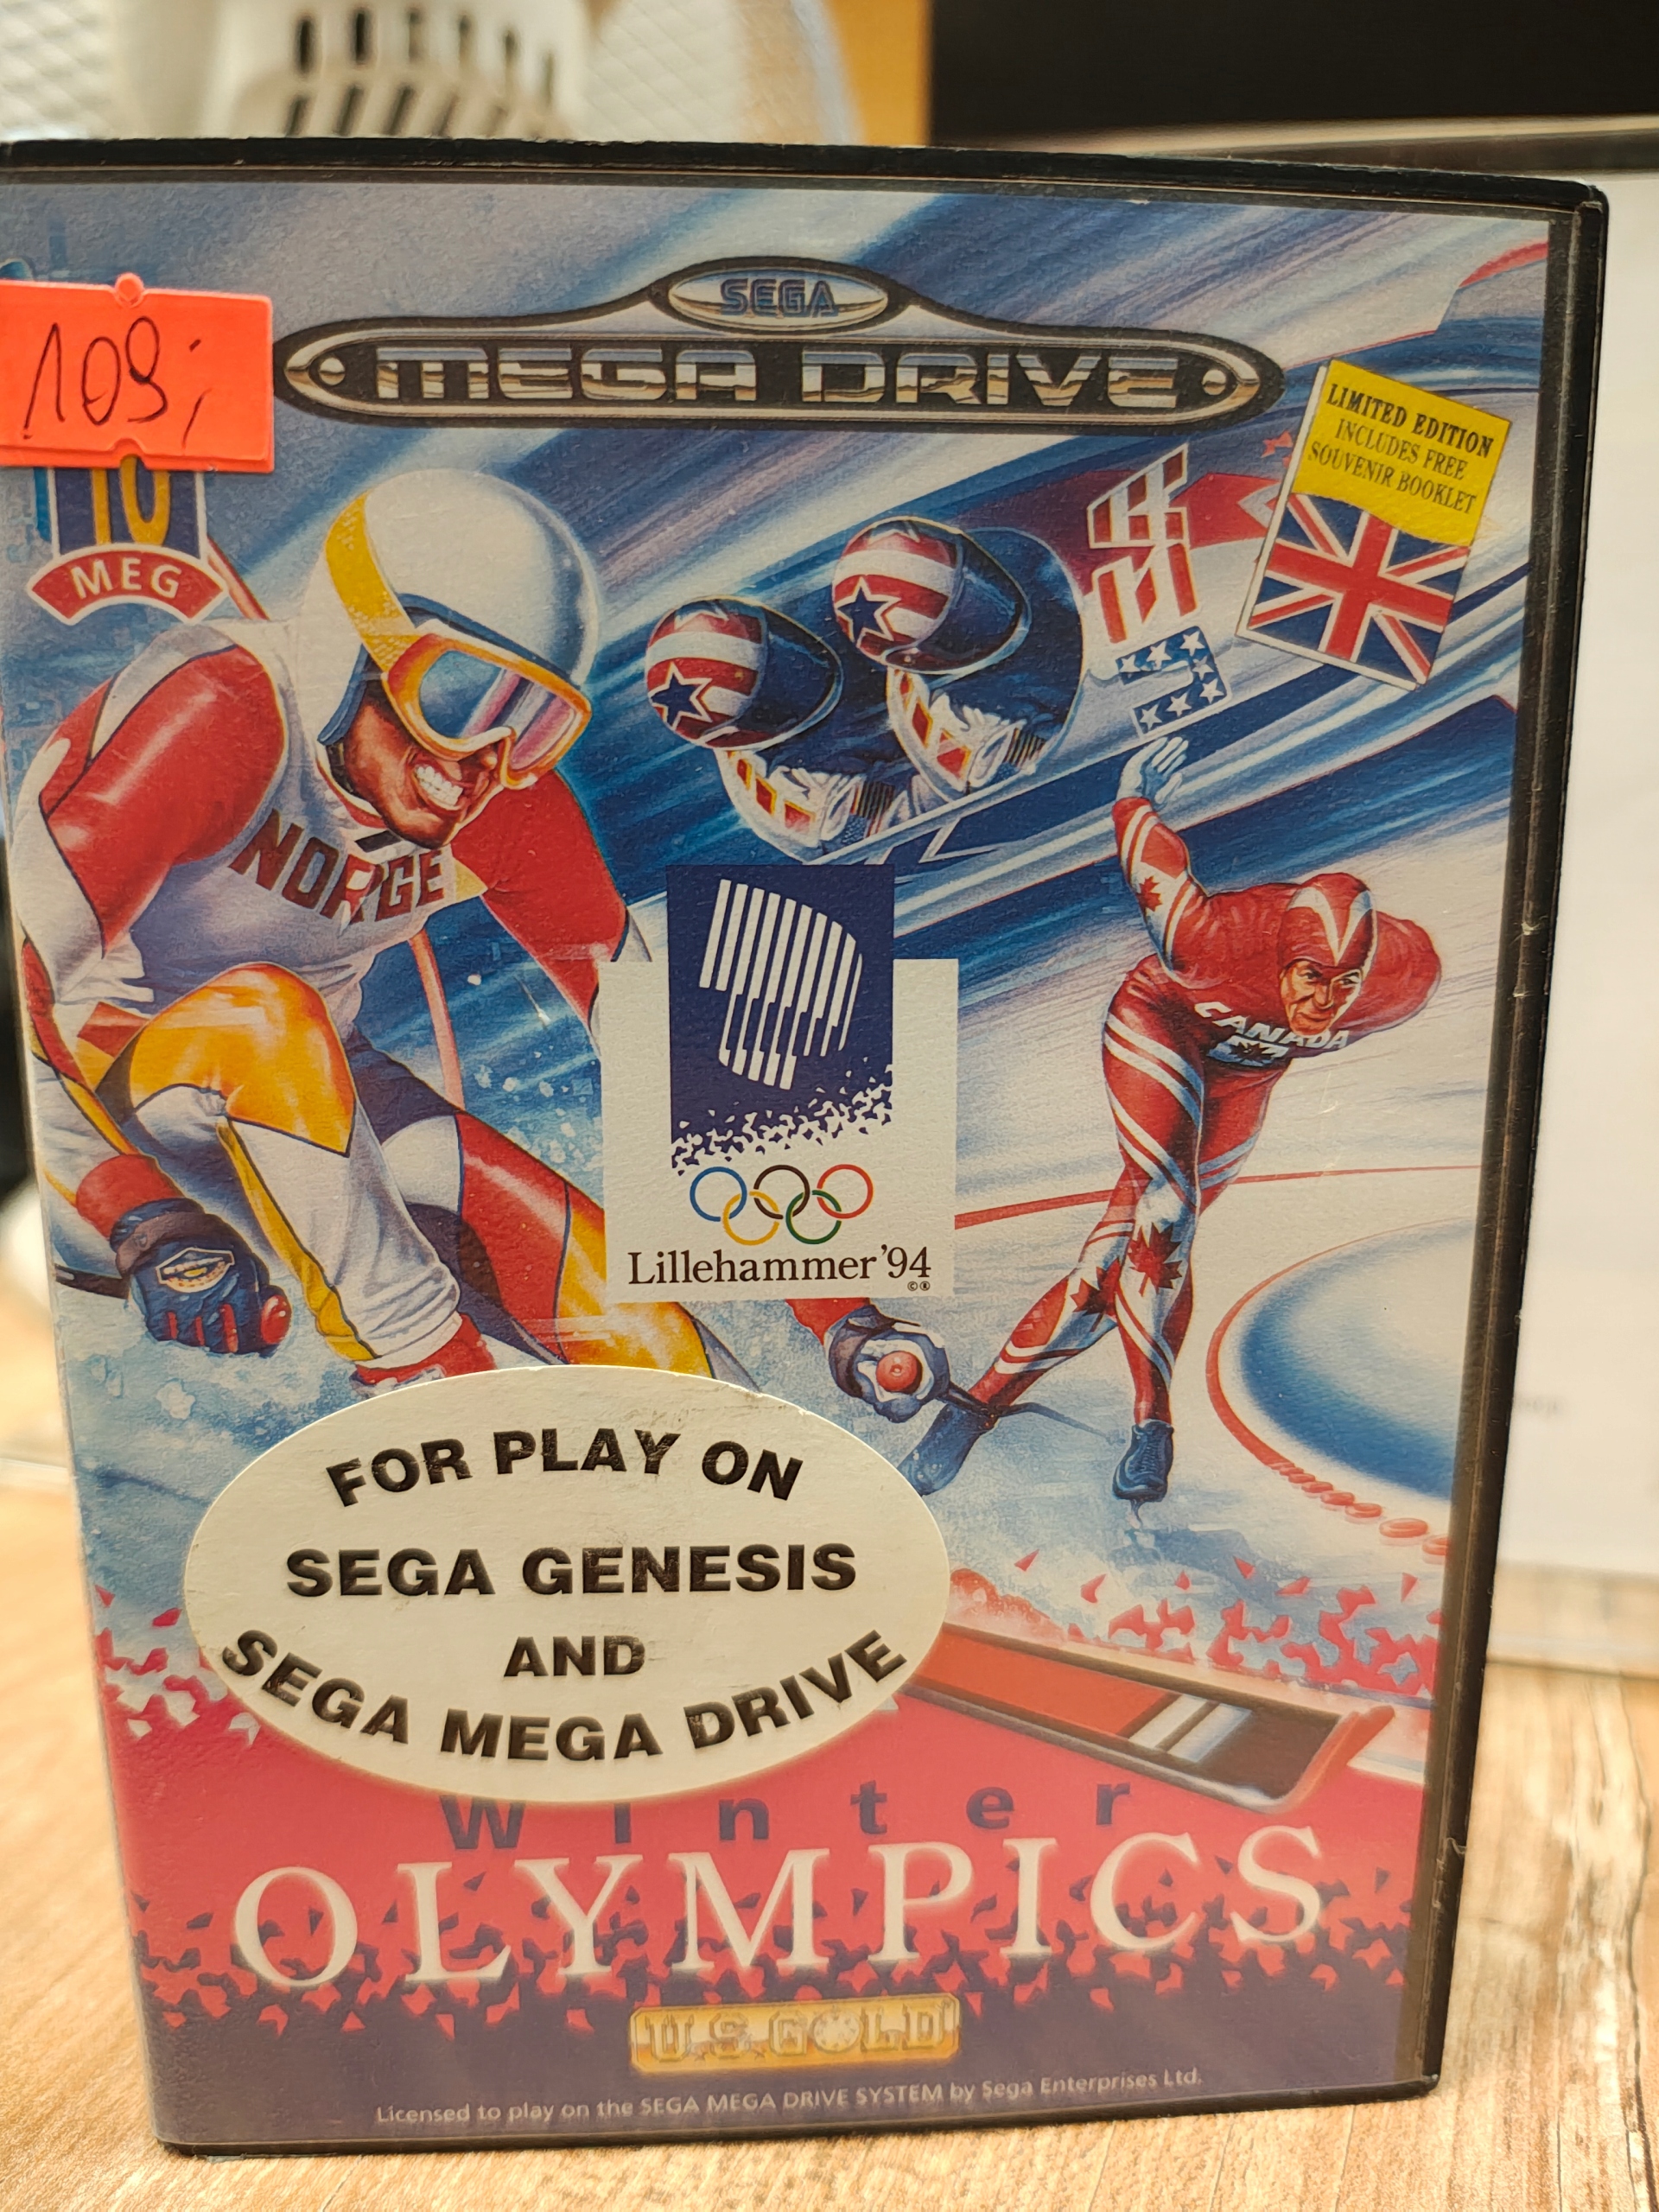 SEGA
MEGA DRIVE
109,-
LIMITED EDITION
INCLUDES FREE
SOUVENIR BOOKLET
MEG
NORGE
CANADA
Lillehammer '94
©®
FOR PLAY ON
SEGA GENESIS
AND
SEGA MEGA DRIVE
Winter
OLYMPICS
U.S. GOLD
Licensed to play on the SEGA MEGA DRIVE SYSTEM by Sega Enterprises Ltd.